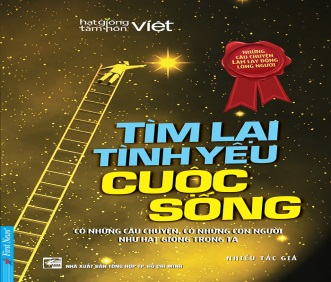 hạt giống
tâm hồn việt
NHỮNG
CÂU CHUYỆN
LÀM LAY ĐỘNG
LÒNG NGƯỜI
TÌM LẠI
TÌNH YÊU
CUỘC
SỐNG
CÓ NHỮNG CÂU CHUYỆN, CÓ NHỮNG CON NGƯỜI
NHƯ HẠT GIỐNG TRONG TA
NHIỀU TÁC GIẢ
First News
NHÀ XUẤT BẢN TỔNG HỢP TP. HỒ CHÍ MINH